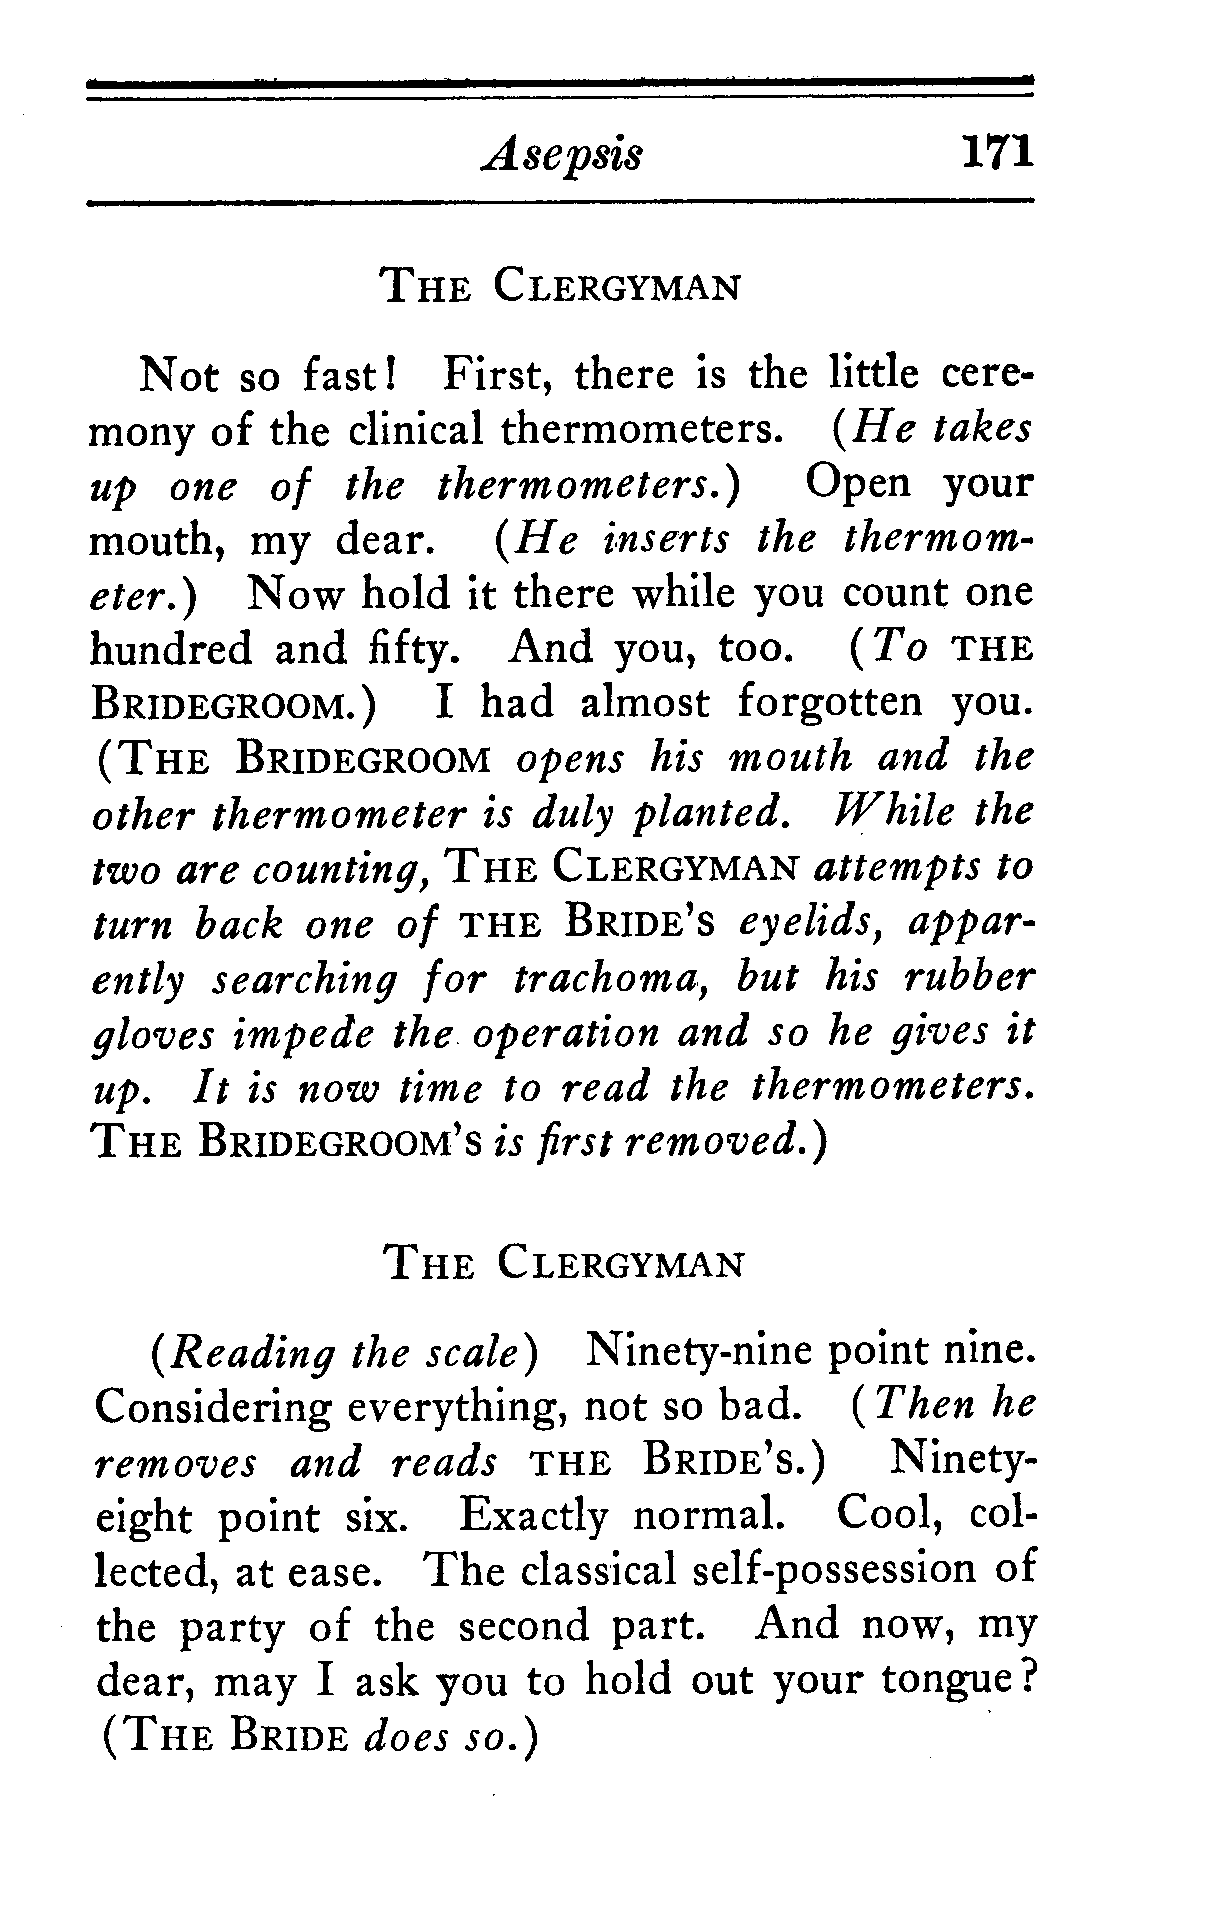 Asepsis 171
THE CLERGYMAN
Not so fast! First, there is the little cere-
mony of the clinical thermometers. (He takes
up one of the thermometers.) Open your
mouth, my dear. (He inserts the thermom-
eter.) Now hold it there while you count one
hundred and fifty. And you, too. (To THE
BRIDEGROOM.) I had almost forgotten you.
(THE BRIDEGROOM opens his mouth and the
other thermometer is duly planted. While the
two are counting, THE CLERGYMAN attempts to
turn back one of THE BRIDE'S eyelids, appar-
ently searching for trachoma, but his rubber
gloves impede the operation and so he gives it
up. It is now time to read the thermometers.
THE BRIDEGROOM'S is first removed.)
THE CLERGYMAN
(Reading the scale) Ninety-nine point nine.
Considering everything, not so bad. (Then he
removes and reads THE BRIDE'S.) Ninety-
eight point six. Exactly normal. Cool, col-
lected, at ease. The classical self-possession of
the party of the second part. And now, my
dear, may I ask you to hold out your tongue?
(THE BRIDE does so.)